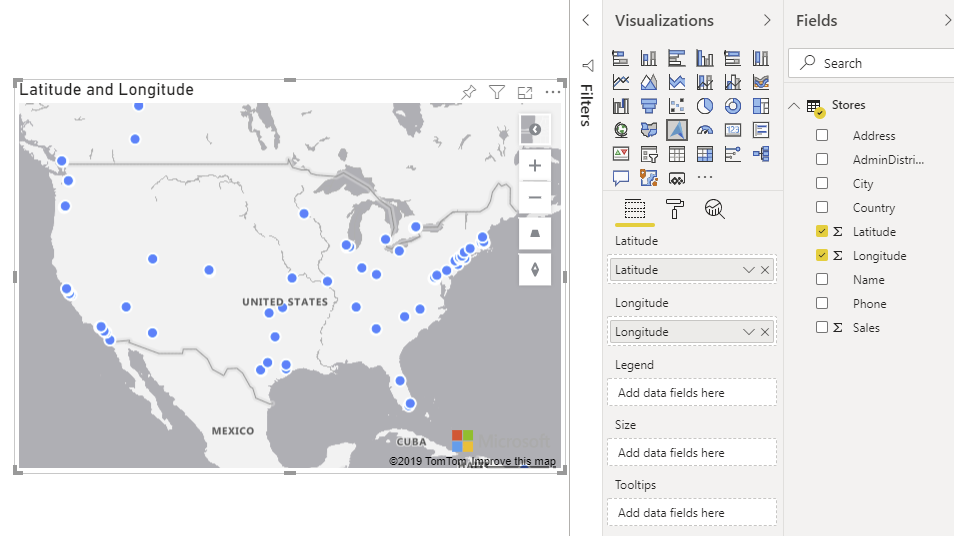 Latitude and Longitude
UNITED STATES
MEXICO
CUBA
Microsoft
©2019 TomTom Improve this map
Filters
Visualizations
123
Latitude
Latitude
Longitude
Longitude
Legend
Add data fields here
Size
Add data fields here
Tooltips
Add data fields here
Fields
Search
Stores
Address
AdminDistri...
City
Country
Σ Latitude
Σ Longitude
Name
Phone
Σ Sales